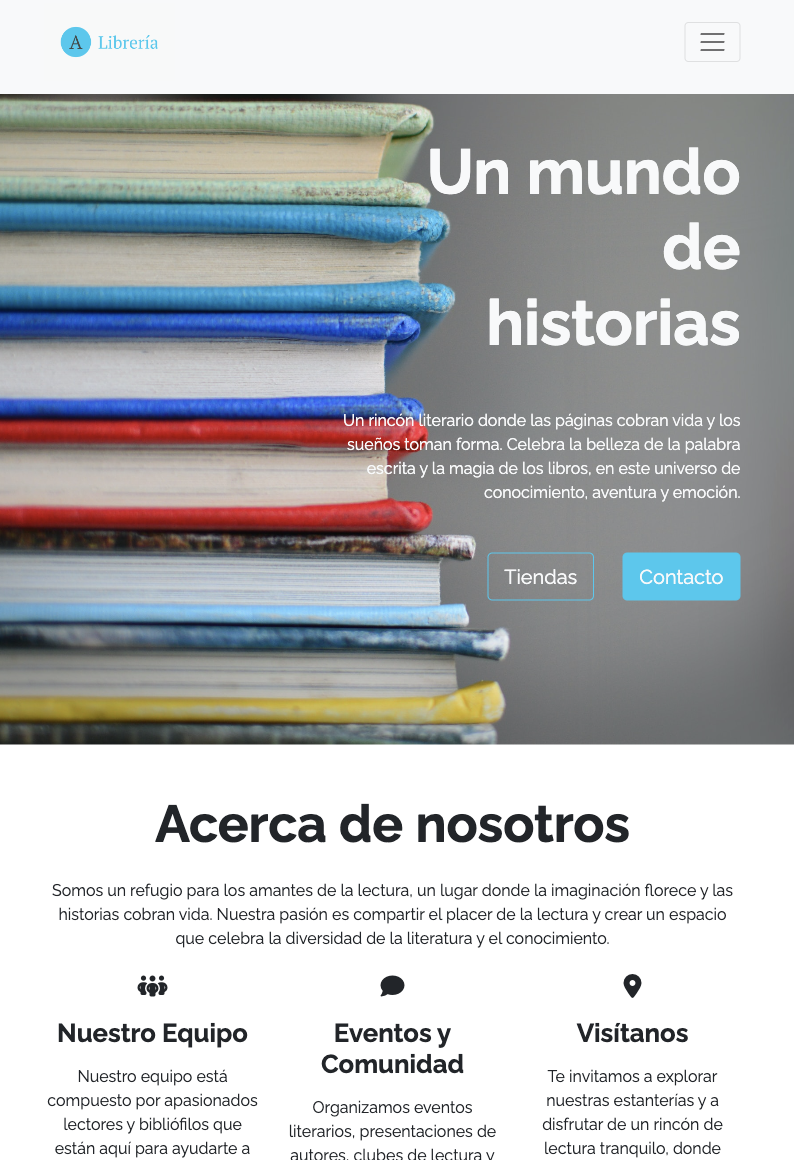 A Librería
Un mundo
de
historias
Un rincón literario donde las páginas cobran vida y los
sueños toman forma. Celebra la belleza de la palabra
escrita y la magia de los libros, en este universo de
conocimiento, aventura y emoción.
Tiendas
Contacto
Acerca de nosotros
Somos un refugio para los amantes de la lectura, un lugar donde la imaginación florece y las
historias cobran vida. Nuestra pasión es compartir el placer de la lectura y crear un espacio
que celebra la diversidad de la literatura y el conocimiento.
Nuestro Equipo
Nuestro equipo está
compuesto por apasionados
lectores y bibliófilos que
están aquí para ayudarte a
Eventos y
Comunidad
Organizamos eventos
literarios, presentaciones de
autores, clubes de lectura y
Visítanos
Te invitamos a explorar
nuestras estanterías y a
disfrutar de un rincón de
lectura tranquilo, donde